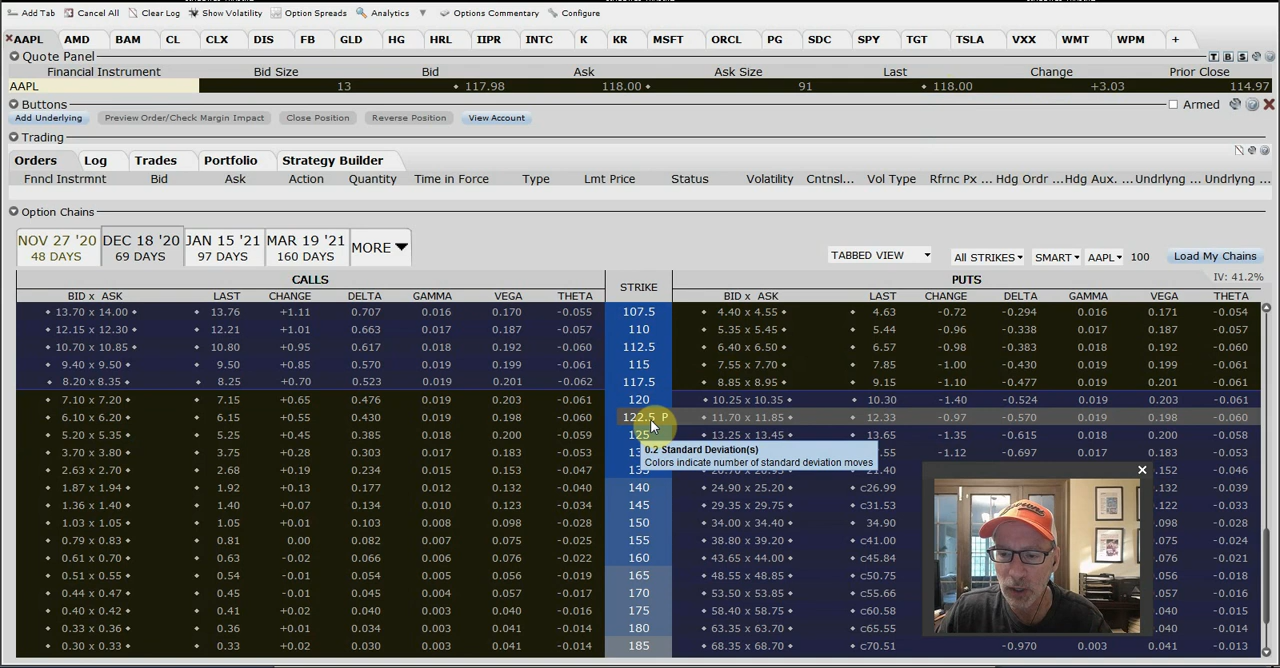 Add Tab Cancel All Clear Log Show Volatility Option Spreads Analytics Options Commentary Configure
AAPL AMD BAM CL CLX DIS FB GLD HG HRL IIPR INTC K KR MSFT ORCL PG SDC SPY TGT TSLA VXX WMT WPM +
Quote Panel T B S
Financial Instrument Bid Size Bid Ask Ask Size Last Change Prior Close
AAPL 13 117.98 118.00 91 118.00 +3.03 114.97
Buttons Armed
Add Underlying Preview Order/Check Margin Impact Close Position Reverse Position View Account
Trading
Orders Log Trades Portfolio Strategy Builder
Fnncl Instrmnt Bid Ask Action Quantity Time in Force Type Lmt Price Status Volatility Cntnsl... Vol Type Rfrnc Px ... Hdg Ordr ... Hdg Aux. ... Undrlyng ... Undrlyng ...
Option Chains
NOV 27 '20 DEC 18 '20 JAN 15 '21 MAR 19 '21 MORE
48 DAYS 69 DAYS 97 DAYS 160 DAYS
TABBED VIEW All STRIKES SMART AAPL 100 Load My Chains
CALLS STRIKE PUTS IV: 41.2%
BID x ASK LAST CHANGE DELTA GAMMA VEGA THETA BID x ASK LAST CHANGE DELTA GAMMA VEGA THETA
13.70 x 14.00 13.76 +1.11 0.707 0.016 0.170 -0.055 107.5 4.40 x 4.55 4.63 -0.72 -0.294 0.016 0.171 -0.054
12.15 x 12.30 12.21 +1.01 0.663 0.017 0.187 -0.057 110 5.35 x 5.45 5.44 -0.96 -0.338 0.017 0.187 -0.056
10.70 x 10.85 10.80 +0.95 0.617 0.018 0.192 -0.060 112.5 6.40 x 6.50 6.57 -0.98 -0.383 0.018 0.192 -0.060
9.40 x 9.50 9.50 +0.85 0.570 0.019 0.199 -0.061 115 7.55 x 7.70 7.85 -1.00 -0.430 0.019 0.199 -0.061
8.20 x 8.35 8.25 +0.70 0.523 0.019 0.201 -0.062 117.5 8.85 x 8.95 9.15 -1.10 -0.477 0.019 0.201 -0.061
7.10 x 7.20 7.15 +0.65 0.476 0.019 0.203 -0.061 120 10.25 x 10.35 10.30 -1.40 -0.524 0.019 0.203 -0.061
6.10 x 6.20 6.15 +0.55 0.430 0.019 0.198 -0.060 122.5 P 11.70 x 11.85 12.33 -0.97 -0.570 0.019 0.198 -0.060
5.20 x 5.35 5.25 +0.45 0.385 0.018 0.200 -0.059 125 13.25 x 13.45 13.65 -1.35 -0.615 0.018 0.200 -0.058
0.2 Standard Deviation(s)
3.70 x 3.80 3.75 +0.28 0.303 0.017 0.183 -0.053 -1.12 -0.697 0.017 0.183 -0.053
Colors indicate number of standard deviation moves
2.63 x 2.70 2.68 +0.19 0.234 0.015 0.153 -0.047 21.40 -0.046
1.87 x 1.94 1.92 +0.13 0.177 0.012 0.132 -0.040 140 24.90 x 25.20 c26.99 -0.039
1.36 x 1.40 1.40 +0.07 0.134 0.010 0.123 -0.034 145 29.35 x 29.75 c31.53 -0.033
1.03 x 1.05 1.05 +0.01 0.103 0.008 0.098 -0.028 150 34.00 x 34.40 34.90 -0.028
0.79 x 0.83 0.81 0.00 0.082 0.007 0.075 -0.025 155 38.80 x 39.20 c41.00 -0.024
0.61 x 0.70 0.63 -0.02 0.066 0.006 0.076 -0.022 160 43.65 x 44.00 c45.84 -0.021
0.51 x 0.55 0.54 -0.01 0.054 0.005 0.056 -0.019 165 48.55 x 48.85 c50.75 -0.018
0.44 x 0.47 0.45 -0.01 0.045 0.004 0.057 -0.017 170 53.50 x 53.85 c55.66 -0.016
0.40 x 0.42 0.41 +0.02 0.040 0.003 0.040 -0.016 175 58.40 x 58.75 c60.58 -0.015
0.33 x 0.36 0.36 +0.01 0.034 0.003 0.041 -0.014 180 63.35 x 63.70 c65.55 -0.014
0.30 x 0.33 0.33 +0.02 0.030 0.003 0.041 -0.014 185 68.35 x 68.70 c70.51 -0.970 0.003 0.041 -0.013